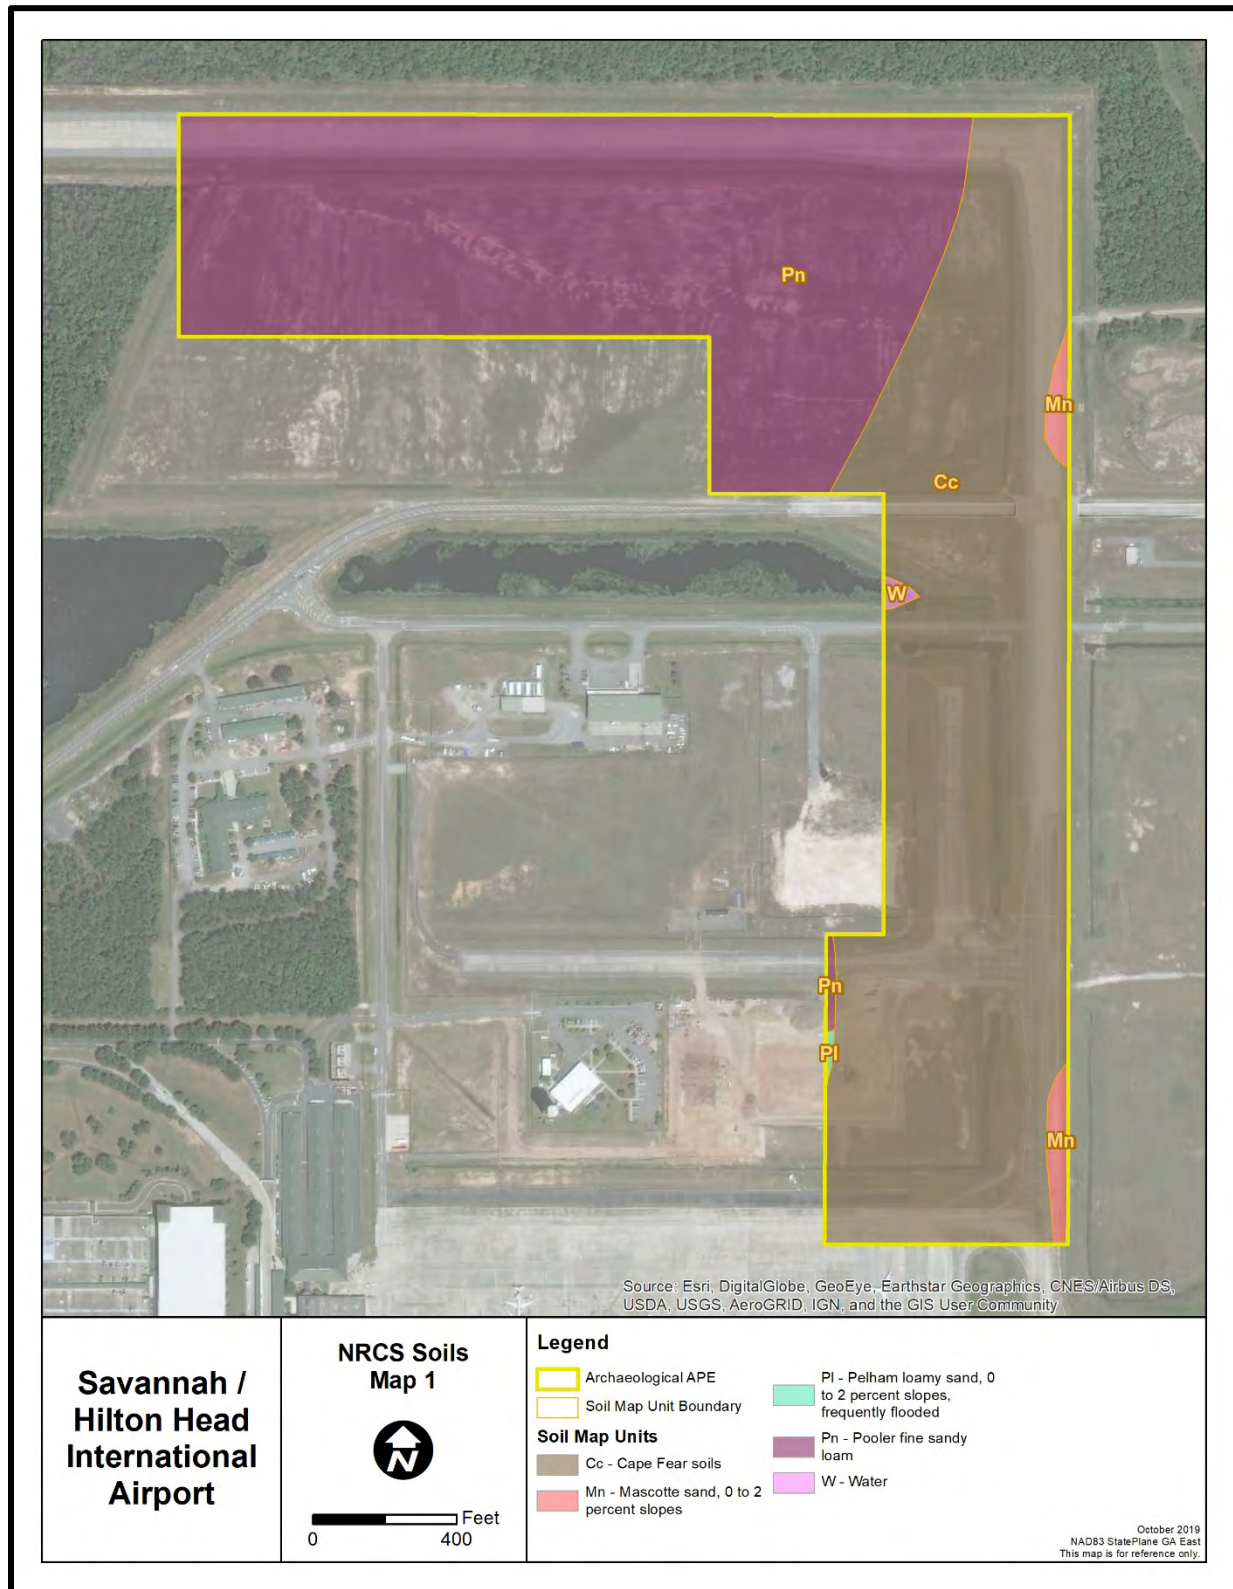 Pn
Mn
Cc
W
Pn
Pl
Mn
Source: Esri, DigitalGlobe, GeoEye, Earthstar Geographics, CNES/Airbus DS,
USDA, USGS, AeroGRID, IGN, and the GIS User Community
Savannah /
Hilton Head
International
Airport
NRCS Soils
Map 1
N
Feet
0 400
Legend
Archaeological APE
Soil Map Unit Boundary
Soil Map Units
Cc - Cape Fear soils
Mn - Mascotte sand, 0 to 2
percent slopes
Pl - Pelham loamy sand, 0
to 2 percent slopes,
frequently flooded
Pn - Pooler fine sandy
loam
W - Water
October 2019
NAD83 StatePlane GA East
This map is for reference only.